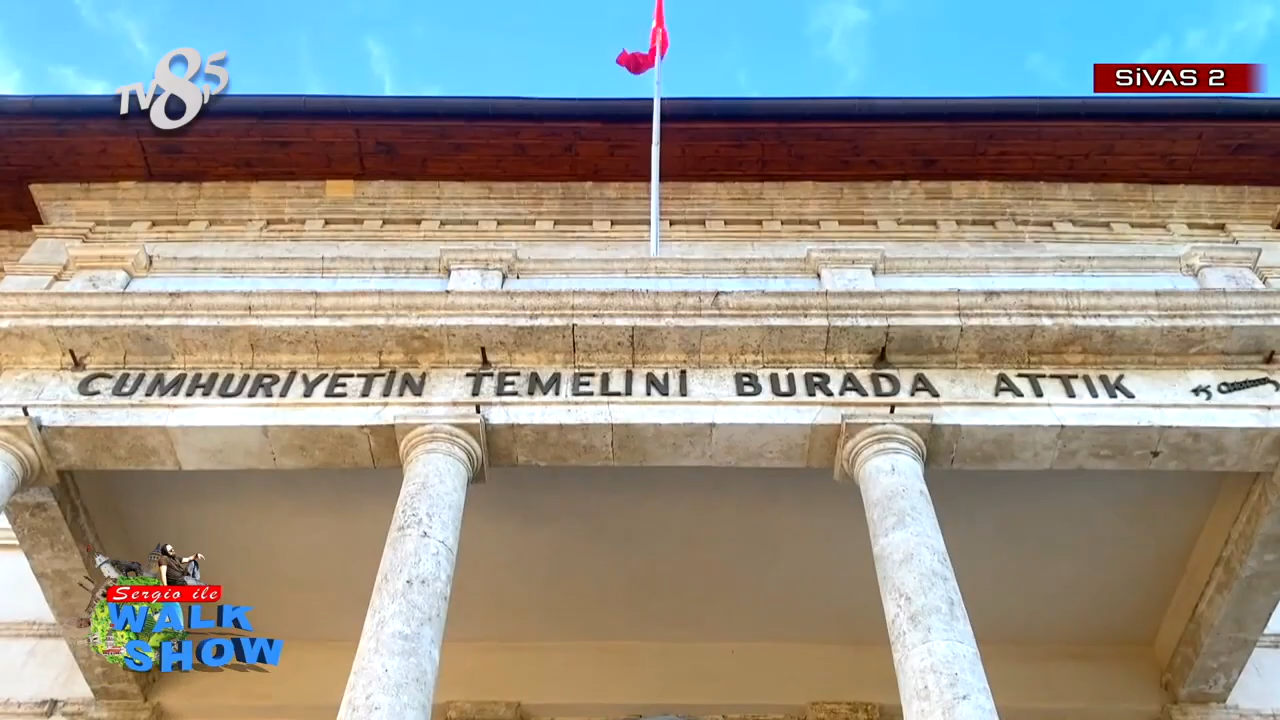 TV8,5
SİVAS 2
CUMHURİYETİN TEMELİNİ BURADA ATTIK
Sergio ile
WALK
SHOW